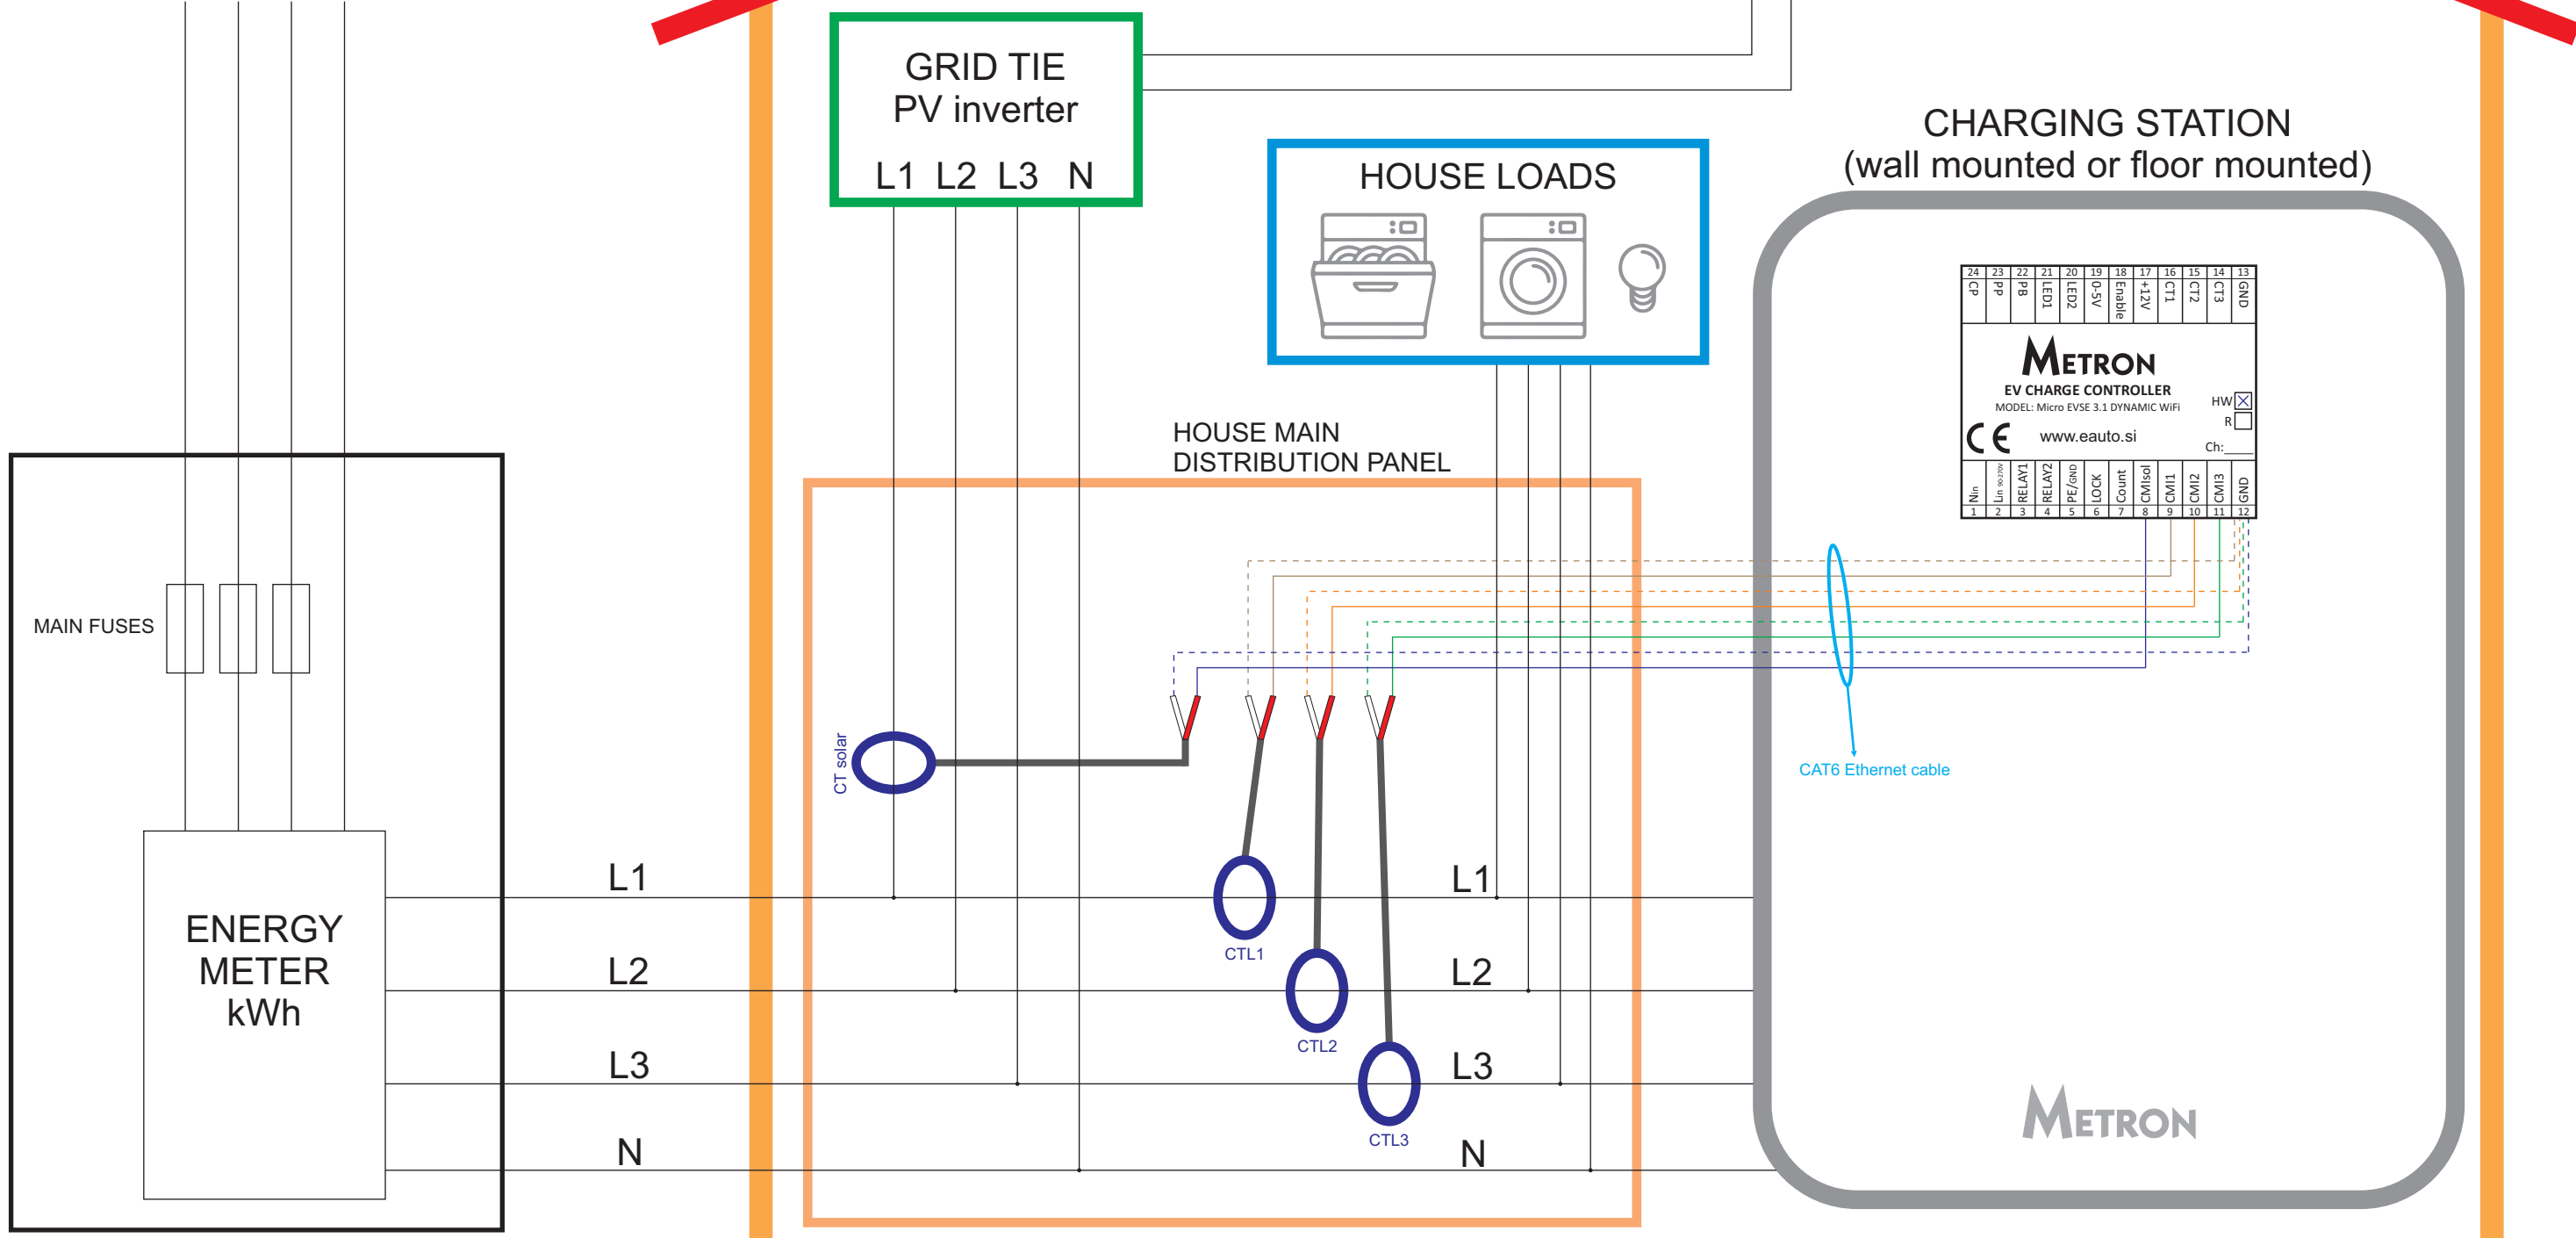 GRID TIE
PV inverter
L1 L2 L3 N
HOUSE LOADS
CHARGING STATION
(wall mounted or floor mounted)
24 23 22 21 20 19 18 17 16 15 14 13
CP PP PB LED1 LED2 0-5V Enable +12V CT1 CT2 CT3 GND
METRON
EV CHARGE CONTROLLER
MODEL: Micro EVSE 3.1 DYNAMIC WiFi
HW
R
CE www.eauto.si
Ch:____
Nin Lin 90-270V RELAY1 RELAY2 PE/GND LOCK Count CMIsol CMI1 CMI2 CMI3 GND
1 2 3 4 5 6 7 8 9 10 11 12
HOUSE MAIN
DISTRIBUTION PANEL
MAIN FUSES
CT solar
CAT6 Ethernet cable
ENERGY
METER
kWh
L1
L2
L3
N
CTL1
CTL2
CTL3
L1
L2
L3
N
METRON